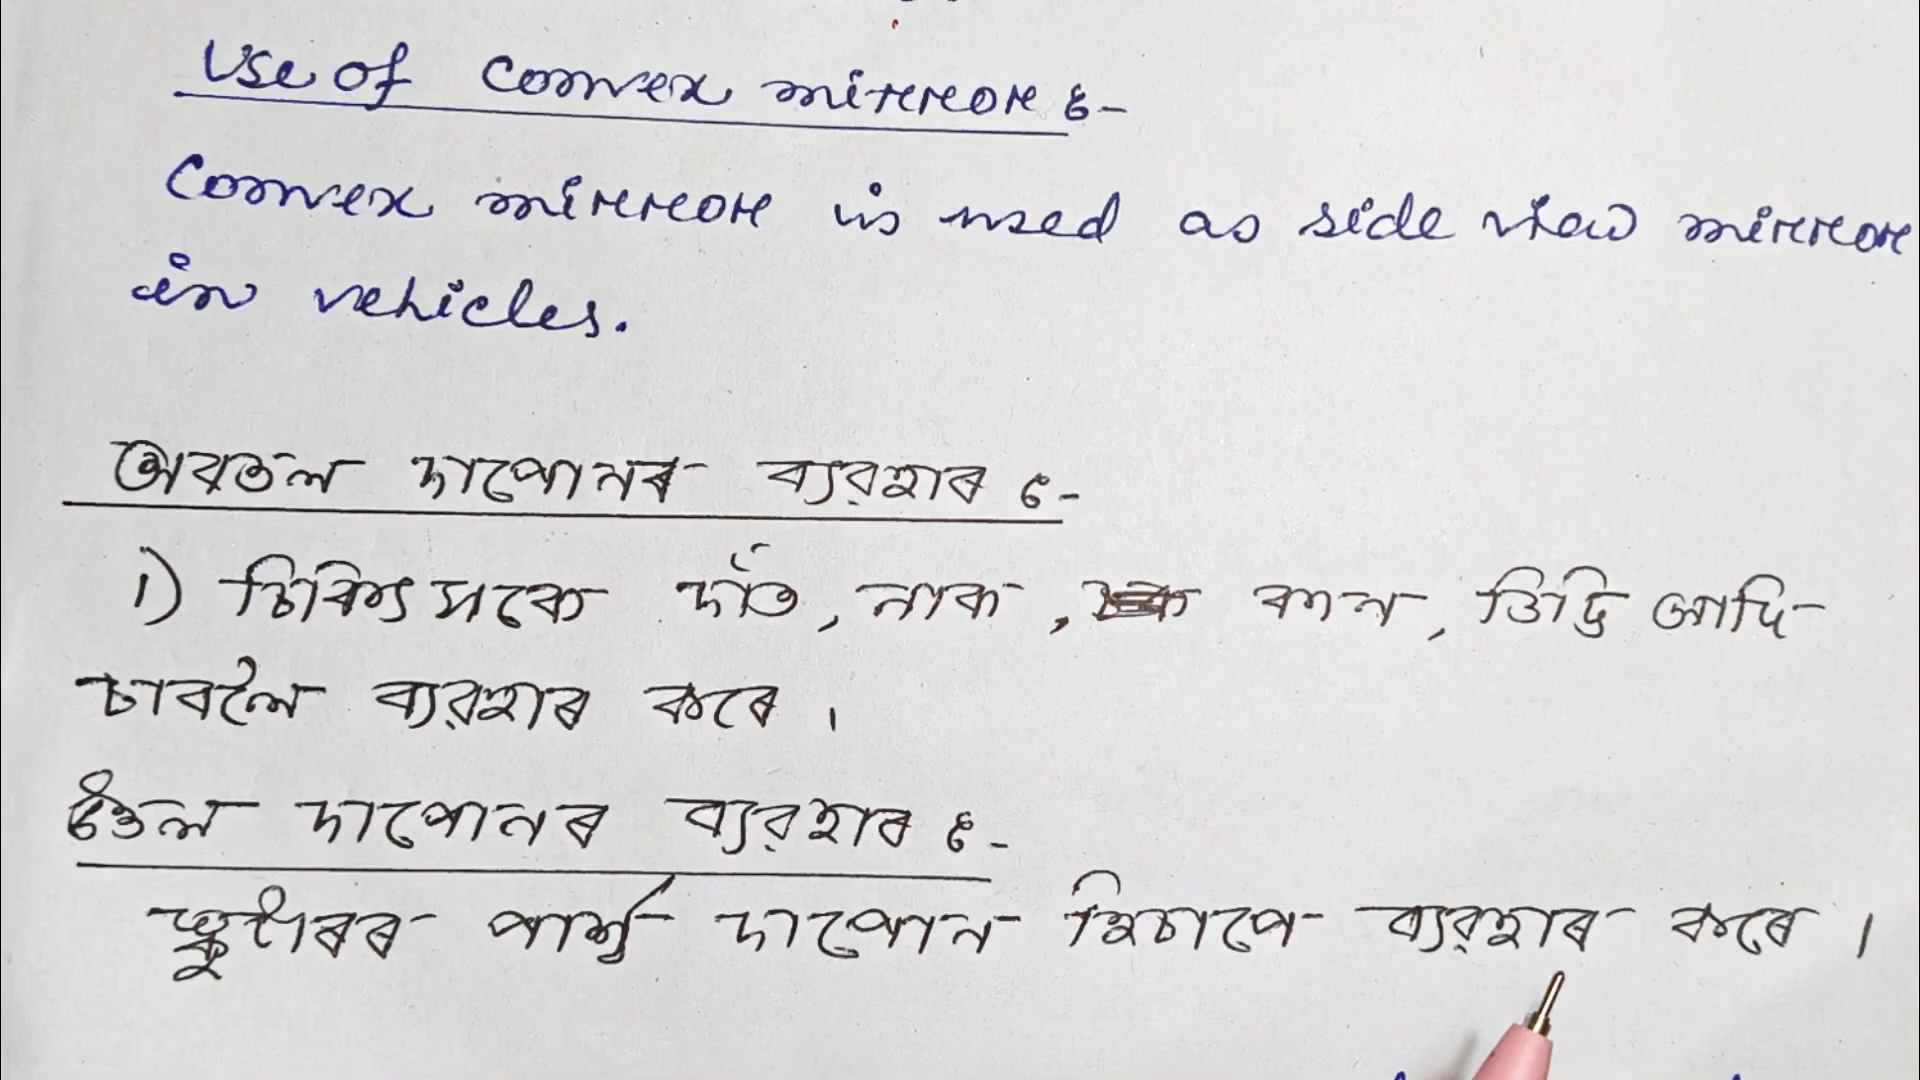 Use of Convex mirror :-
Convex mirror is used as side view mirror
in vehicles.
অৱতল দাপোনৰ ব্যৱহাৰ :-
1) চিকিৎসকে দাঁত, নাক, কাণ, ডিঙি আদি
চাবলৈ ব্যৱহাৰ কৰে ।
উত্তল দাপোনৰ ব্যৱহাৰ :-
স্কুটাৰৰ পাৰ্শ্ব দাপোন হিচাপে ব্যৱহাৰ কৰে ।